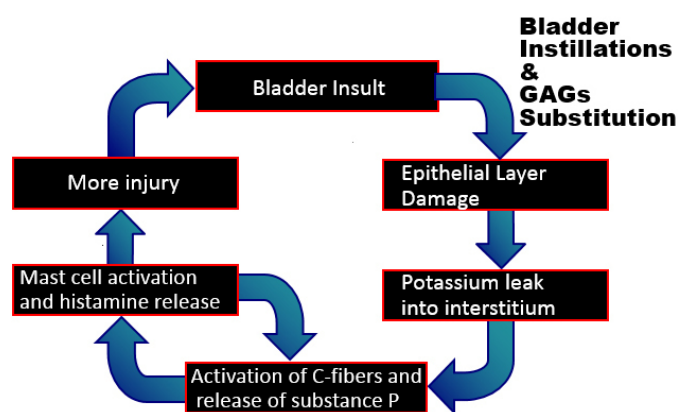 Bladder
Instillations
&
GAGs
Substitution
Bladder Insult
Epithelial Layer
Damage
Potassium leak
into interstitium
Activation of C-fibers and
release of substance P
Mast cell activation
and histamine release
More injury